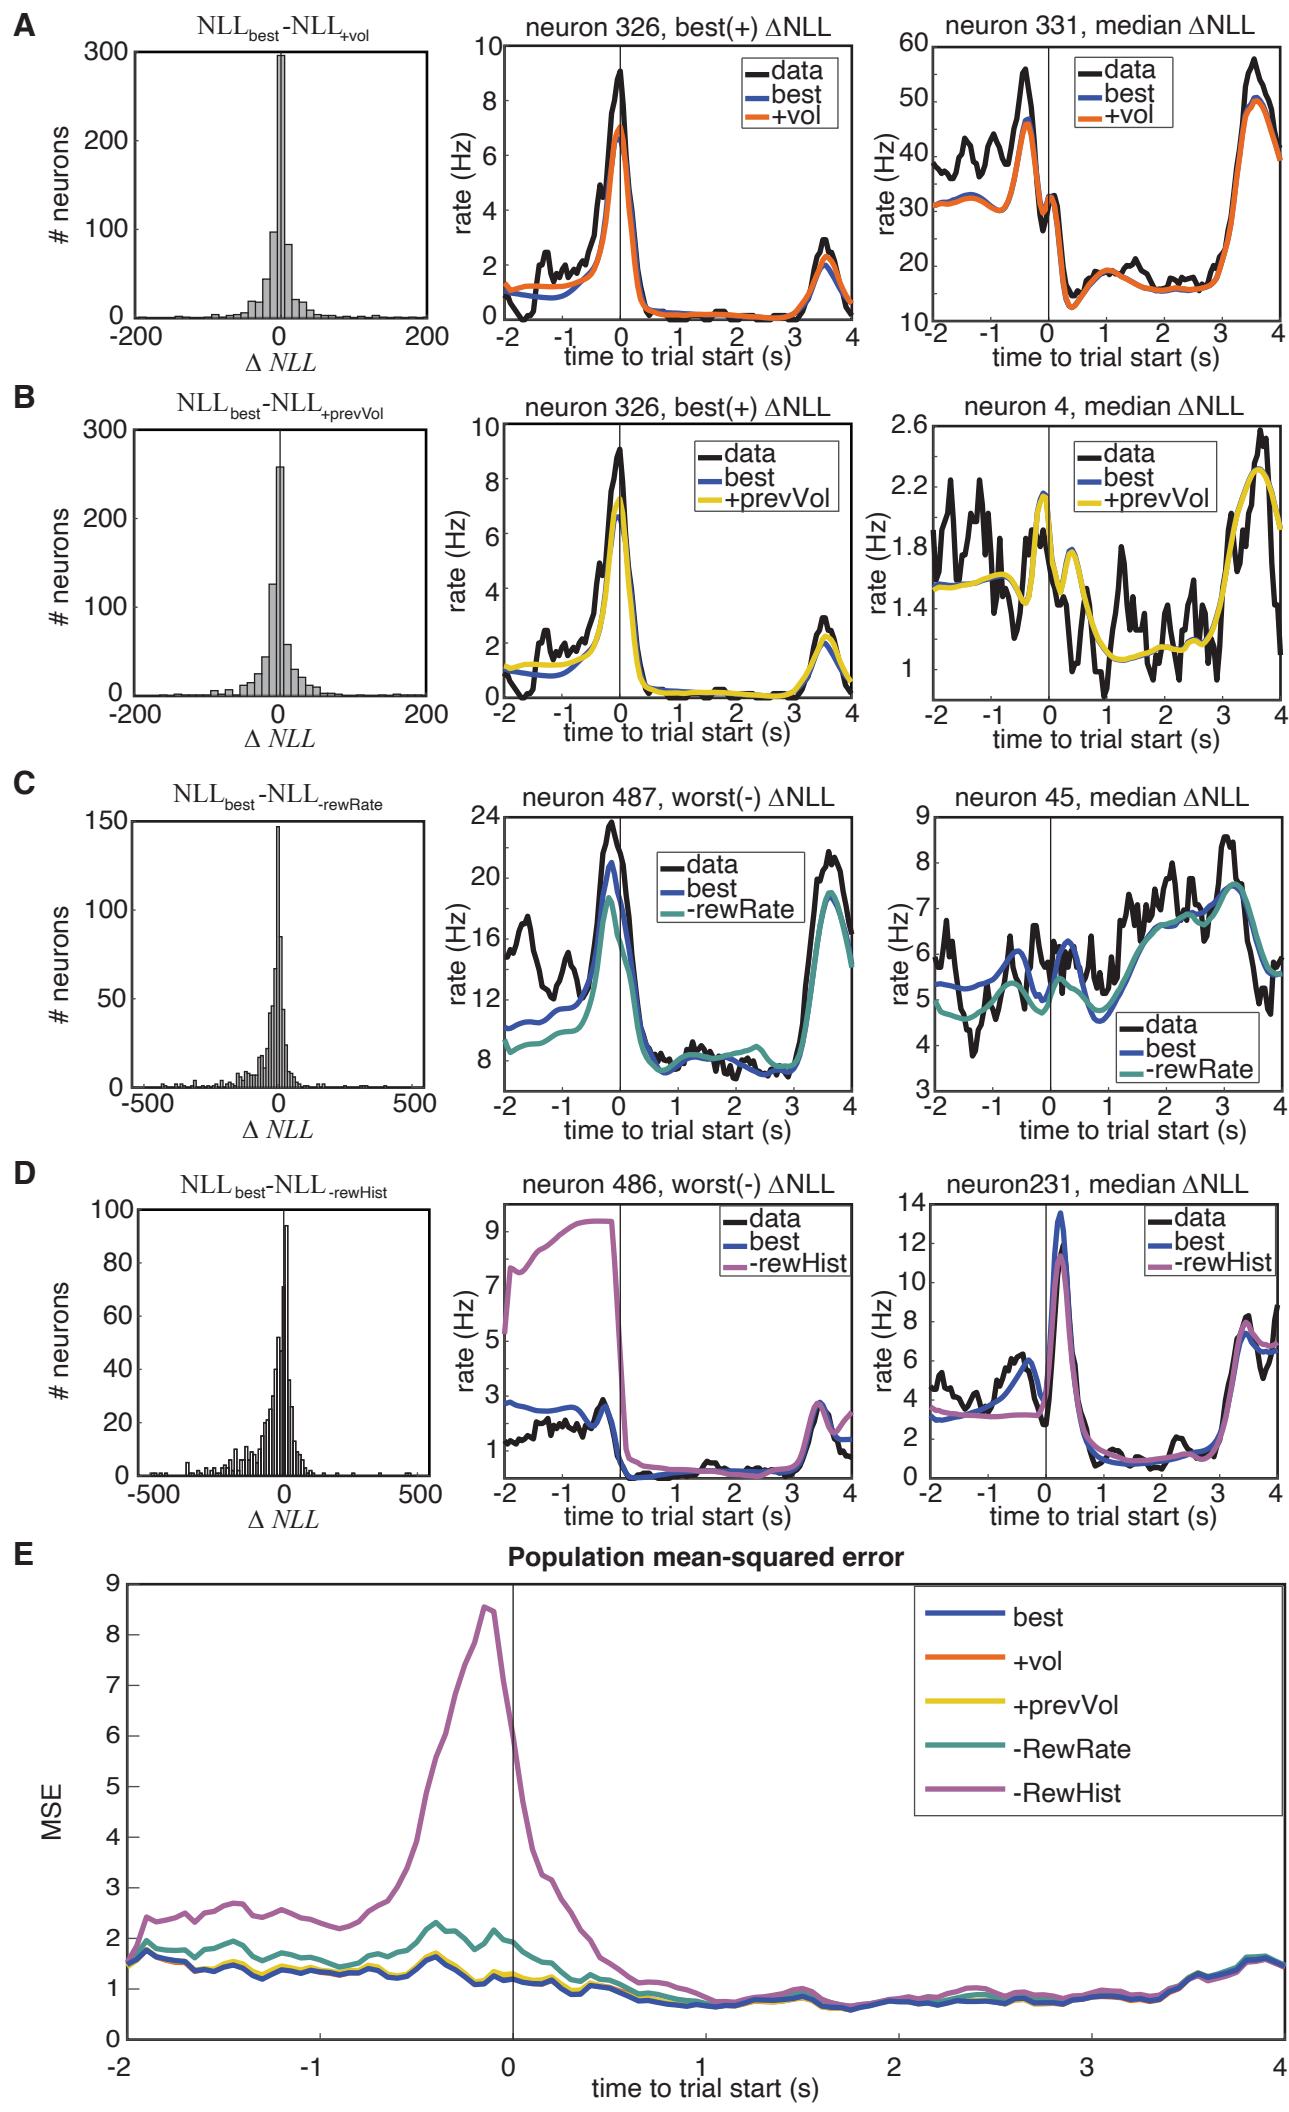 A
NLLbest-NLL+vol
neuron 326, best(+) ΔNLL
neuron 331, median ΔNLL
# neurons
300
200
100
0
-200
0
200
Δ NLL
rate (Hz)
10
8
6
4
2
0
data
best
+vol
-2
-1
0
1
2
3
4
time to trial start (s)
rate (Hz)
60
50
40
30
20
10
data
best
+vol
-2
-1
0
1
2
3
4
time to trial start (s)
B
NLLbest-NLL+prevVol
neuron 326, best(+) ΔNLL
neuron 4, median ΔNLL
# neurons
300
200
100
0
-200
0
200
Δ NLL
rate (Hz)
10
8
6
4
2
0
data
best
+prevVol
-2
-1
0
1
2
3
4
time to trial start (s)
rate (Hz)
2.6
2.2
1.8
1.4
1
data
best
+prevVol
-2
-1
0
1
2
3
4
time to trial start (s)
C
NLLbest-NLL-rewRate
neuron 487, worst(-) ΔNLL
neuron 45, median ΔNLL
# neurons
150
100
50
0
-500
0
500
Δ NLL
rate (Hz)
24
20
16
12
8
data
best
-rewRate
-2
-1
0
1
2
3
4
time to trial start (s)
rate (Hz)
9
8
7
6
5
4
3
data
best
-rewRate
-2
-1
0
1
2
3
4
time to trial start (s)
D
NLLbest-NLL-rewHist
neuron 486, worst(-) ΔNLL
neuron231, median ΔNLL
# neurons
100
80
60
40
20
0
-500
0
500
Δ NLL
rate (Hz)
9
7
5
3
1
data
best
-rewHist
-2
-1
0
1
2
3
4
time to trial start (s)
rate (Hz)
14
12
10
8
6
4
2
0
data
best
-rewHist
-2
-1
0
1
2
3
4
time to trial start (s)
E
Population mean-squared error
MSE
9
8
7
6
5
4
3
2
1
0
best
+vol
+prevVol
-RewRate
-RewHist
-2
-1
0
1
2
3
4
time to trial start (s)